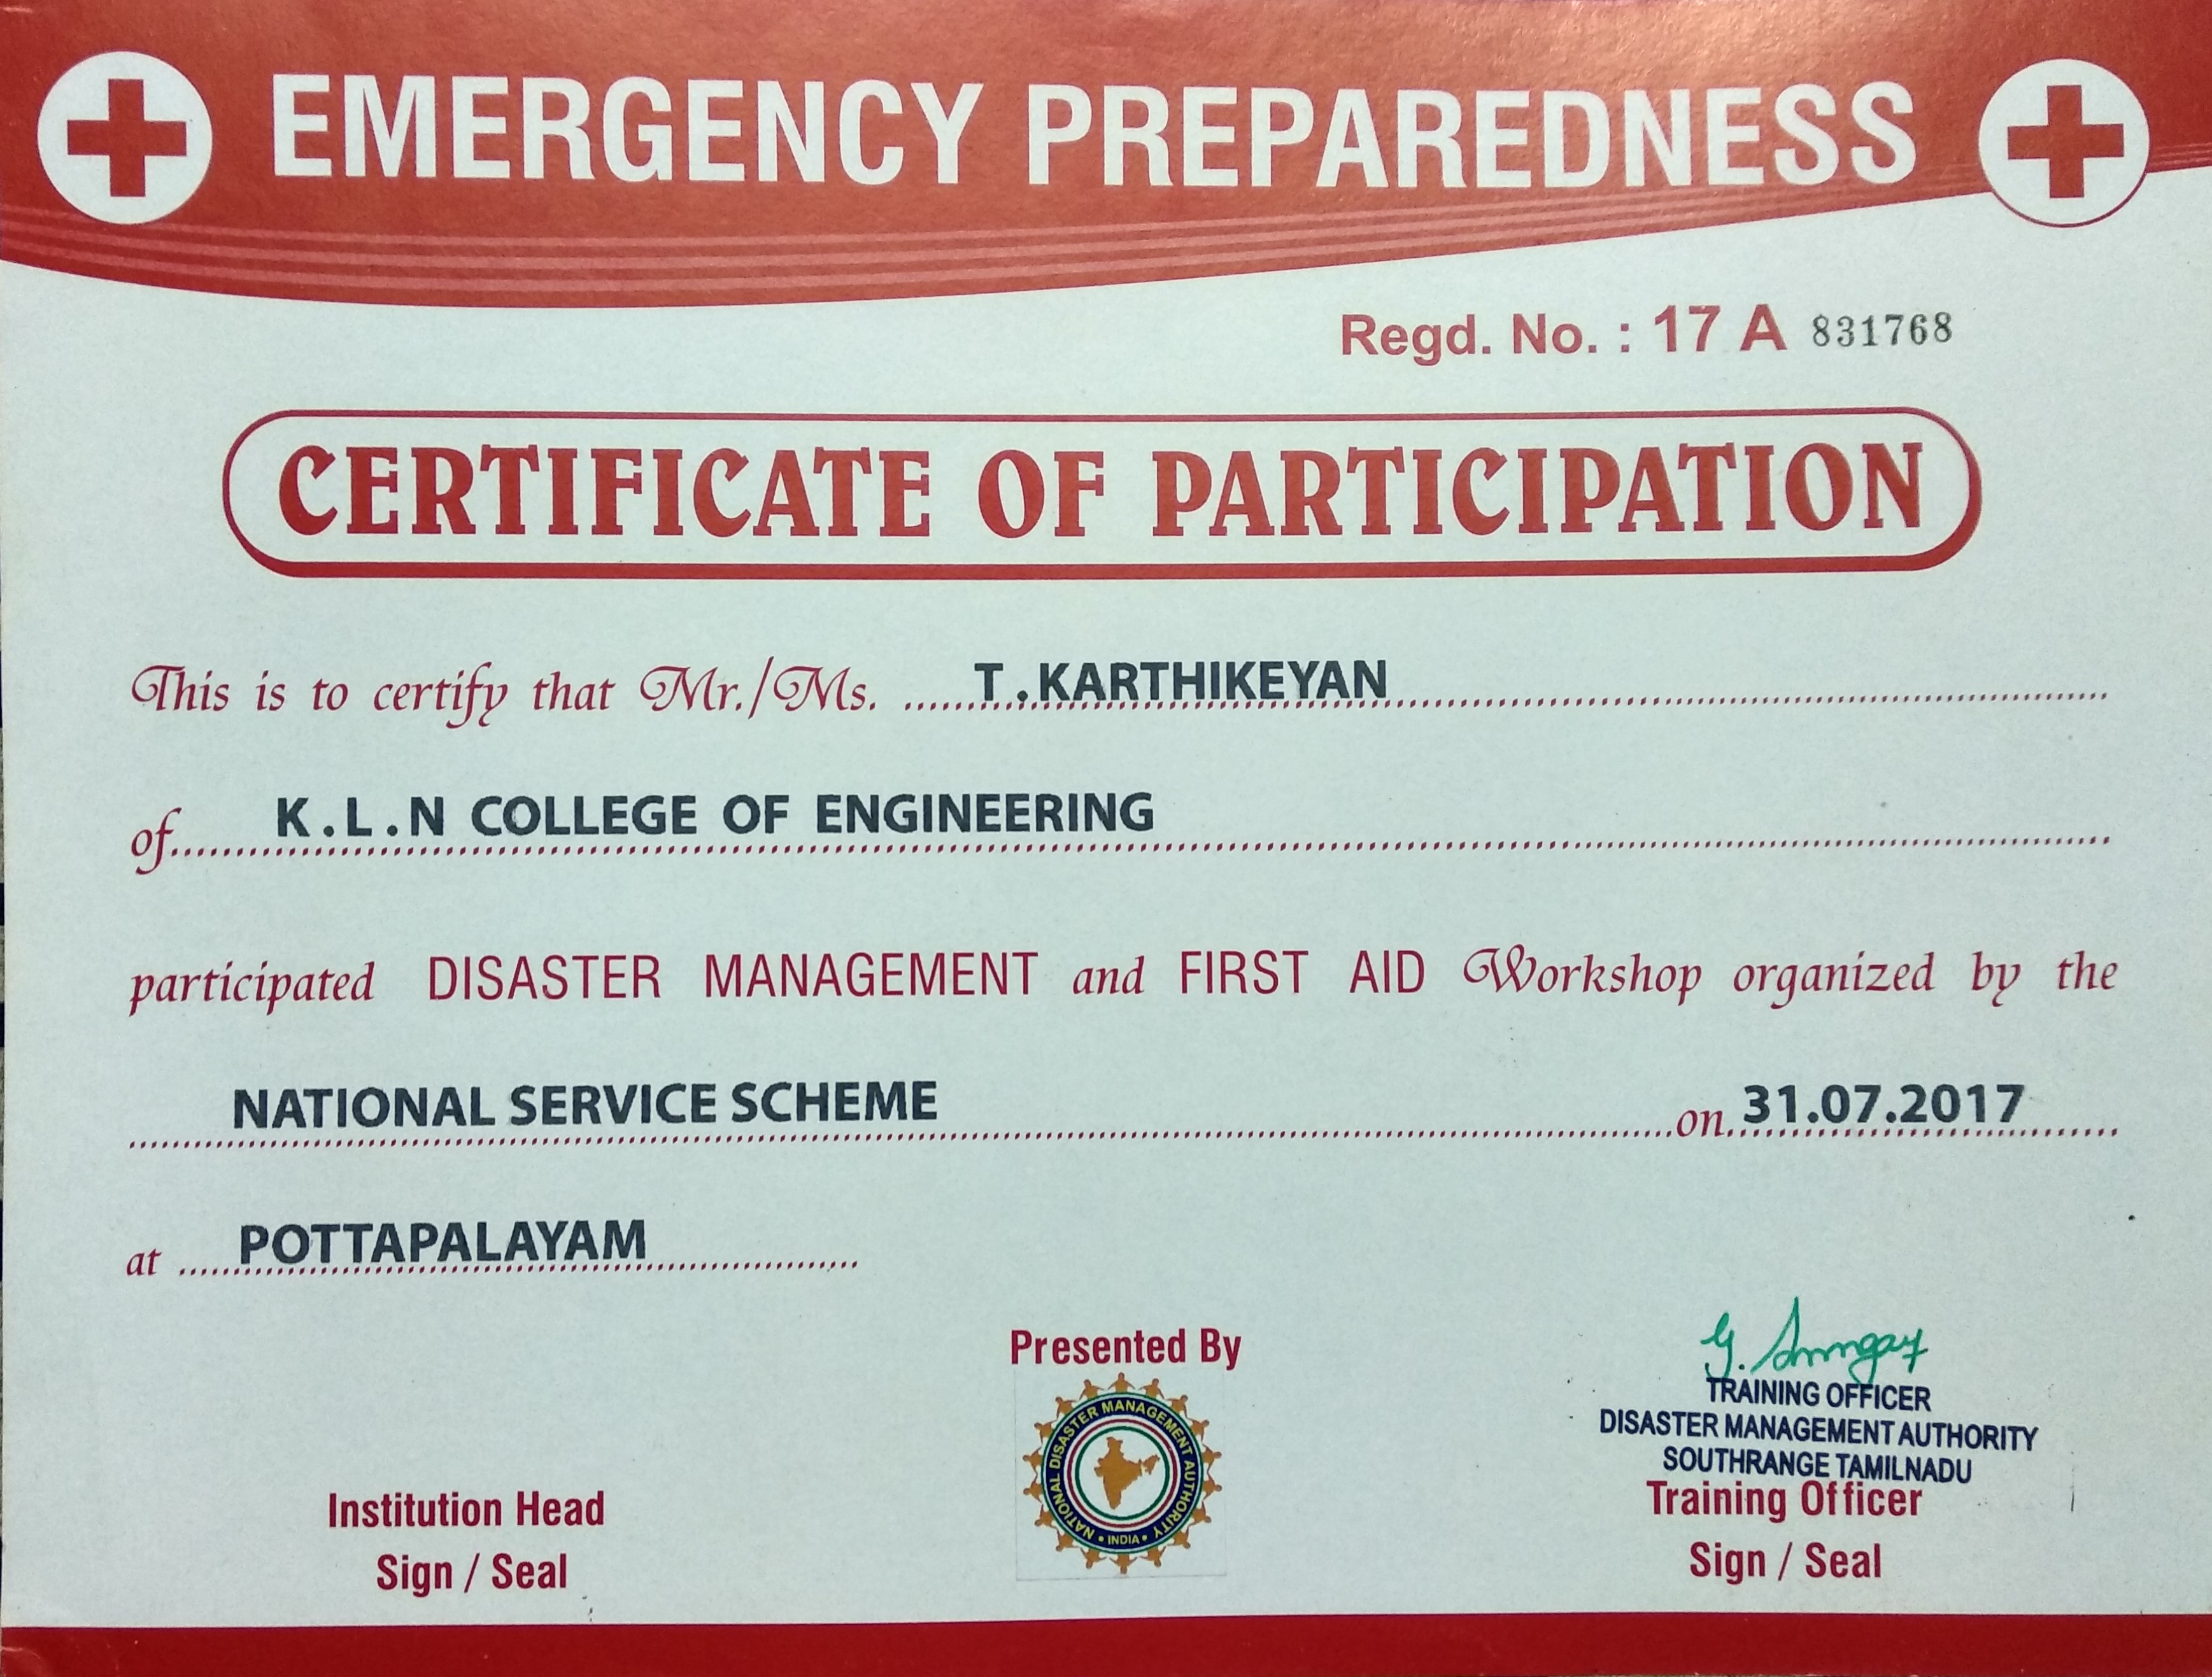 EMERGENCY PREPAREDNESS
Regd. No. : 17 A 831768
CERTIFICATE OF PARTICIPATION
This is to certify that Mr./Ms. ......T.KARTHIKEYAN......
of......K.L.N COLLEGE OF ENGINEERING......
participated DISASTER MANAGEMENT and FIRST AID Workshop organized by the
......NATIONAL SERVICE SCHEME......on..31.07.2017......
at ....POTTAPALAYAM......
Presented By
NATIONAL DISASTER MANAGEMENT AUTHORITY
• INDIA •
G.
TRAINING OFFICER
DISASTER MANAGEMENT AUTHORITY
SOUTHRANGE TAMILNADU
Institution Head
Sign / Seal
Training Officer
Sign / Seal